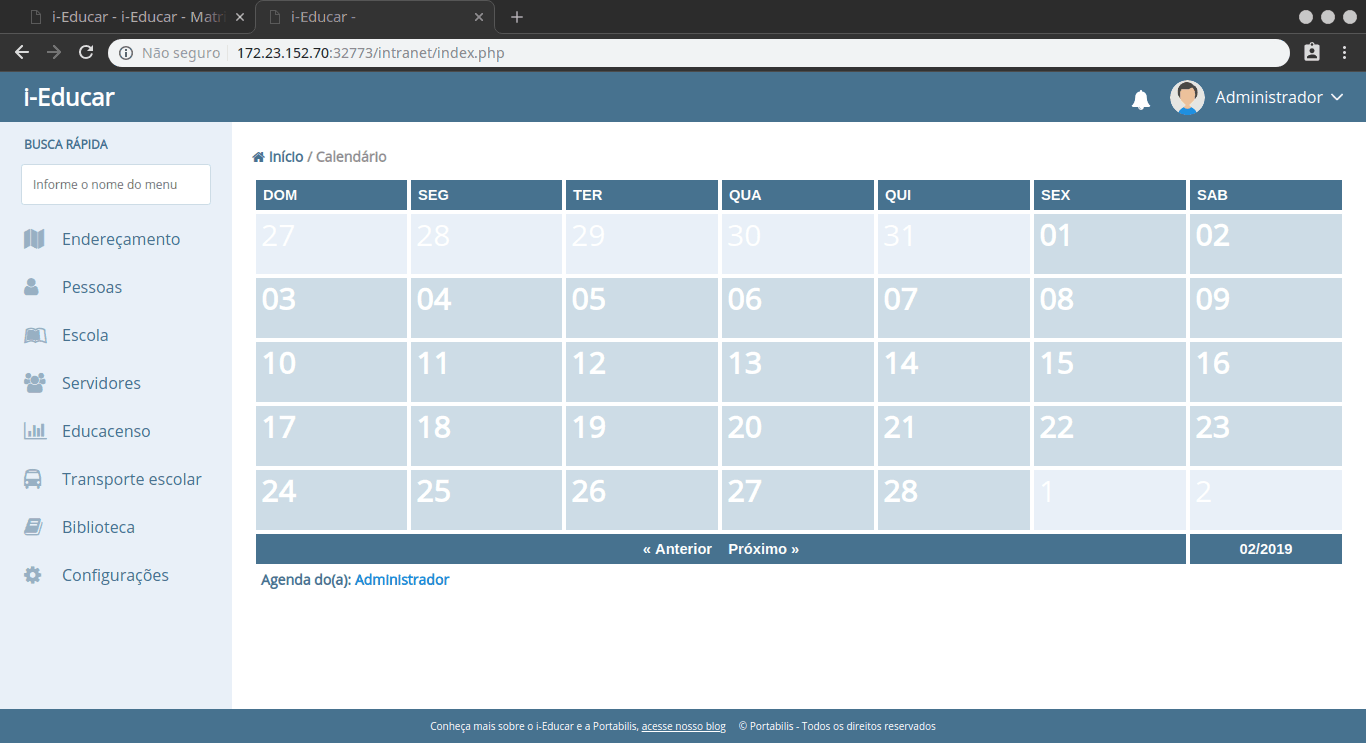 i-Educar - i-Educar - Matr
i-Educar -
Não seguro 172.23.152.70:32773/intranet/index.php
i-Educar
Administrador
BUSCA RÁPIDA
Informe o nome do menu
Endereçamento
Pessoas
Escola
Servidores
Educacenso
Transporte escolar
Biblioteca
Configurações
Início / Calendário
DOM SEG TER QUA QUI SEX SAB
27 28 29 30 31 01 02
03 04 05 06 07 08 09
10 11 12 13 14 15 16
17 18 19 20 21 22 23
24 25 26 27 28 1 2
« Anterior Próximo » 02/2019
Agenda do(a): Administrador
Conheça mais sobre o i-Educar e a Portabilis, acesse nosso blog © Portabilis - Todos os direitos reservados